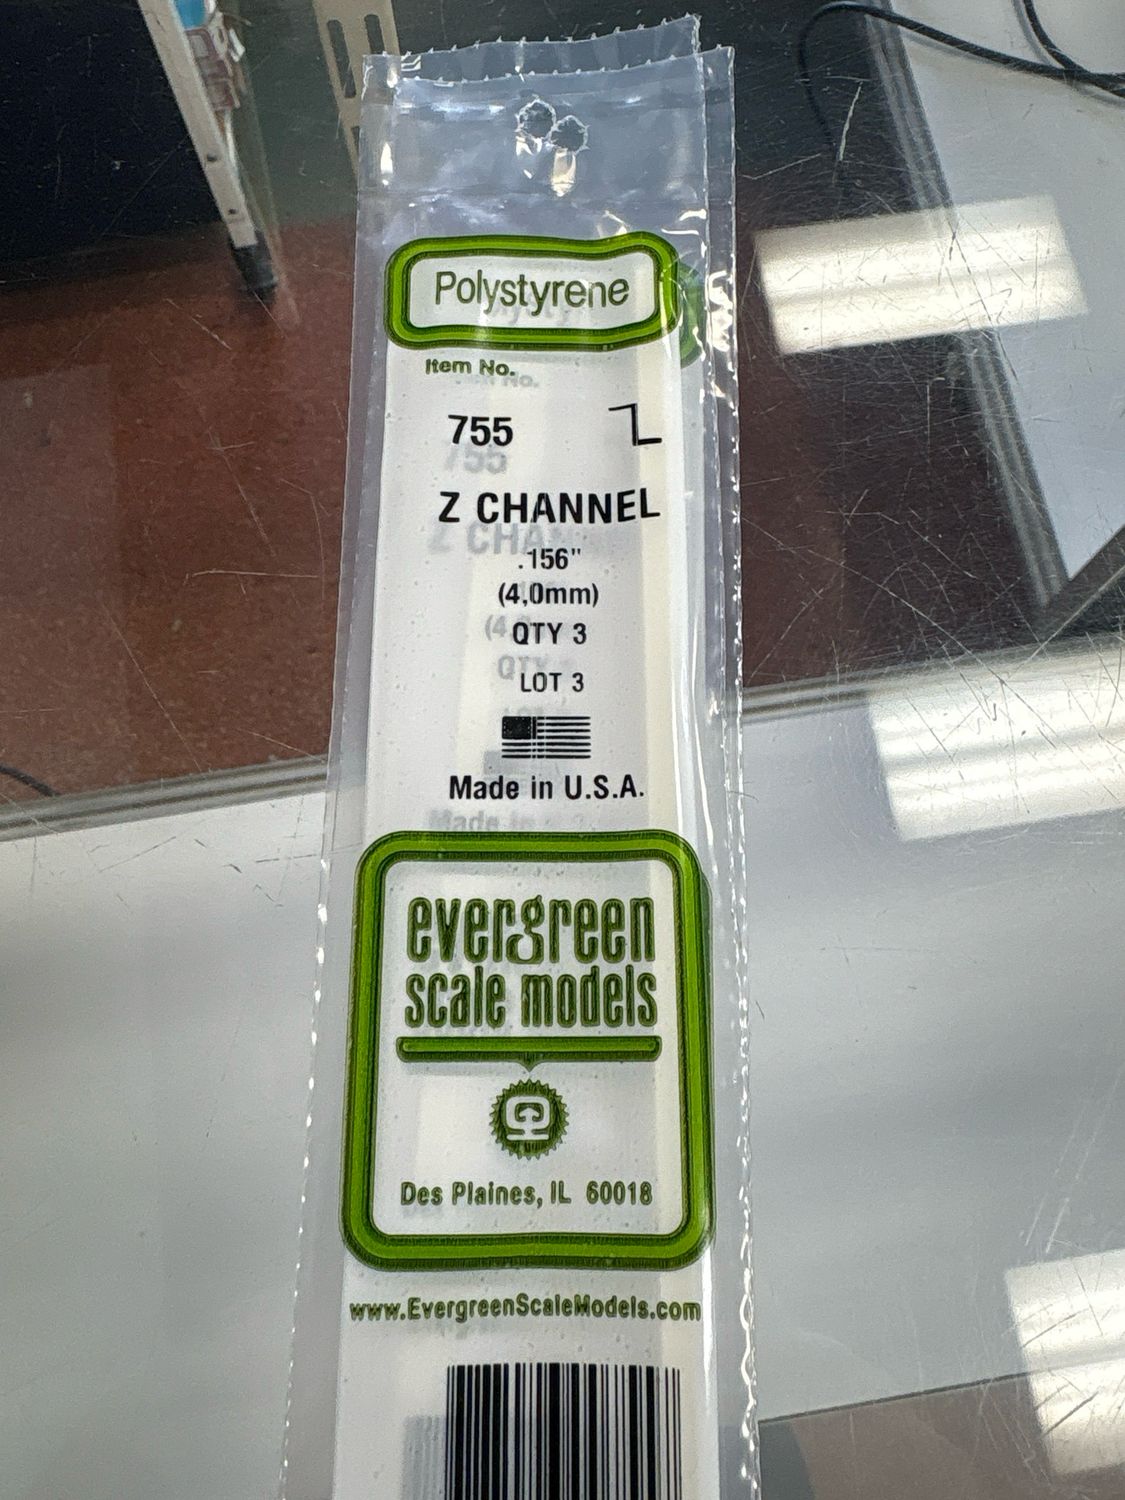 Polystyrene
Item No.
755
Z CHANNEL
.156"
(4,0mm)
QTY 3
LOT 3
Made in U.S.A.
evergreen
scale models
Des Plaines, IL 60018
www.EvergreenScaleModels.com